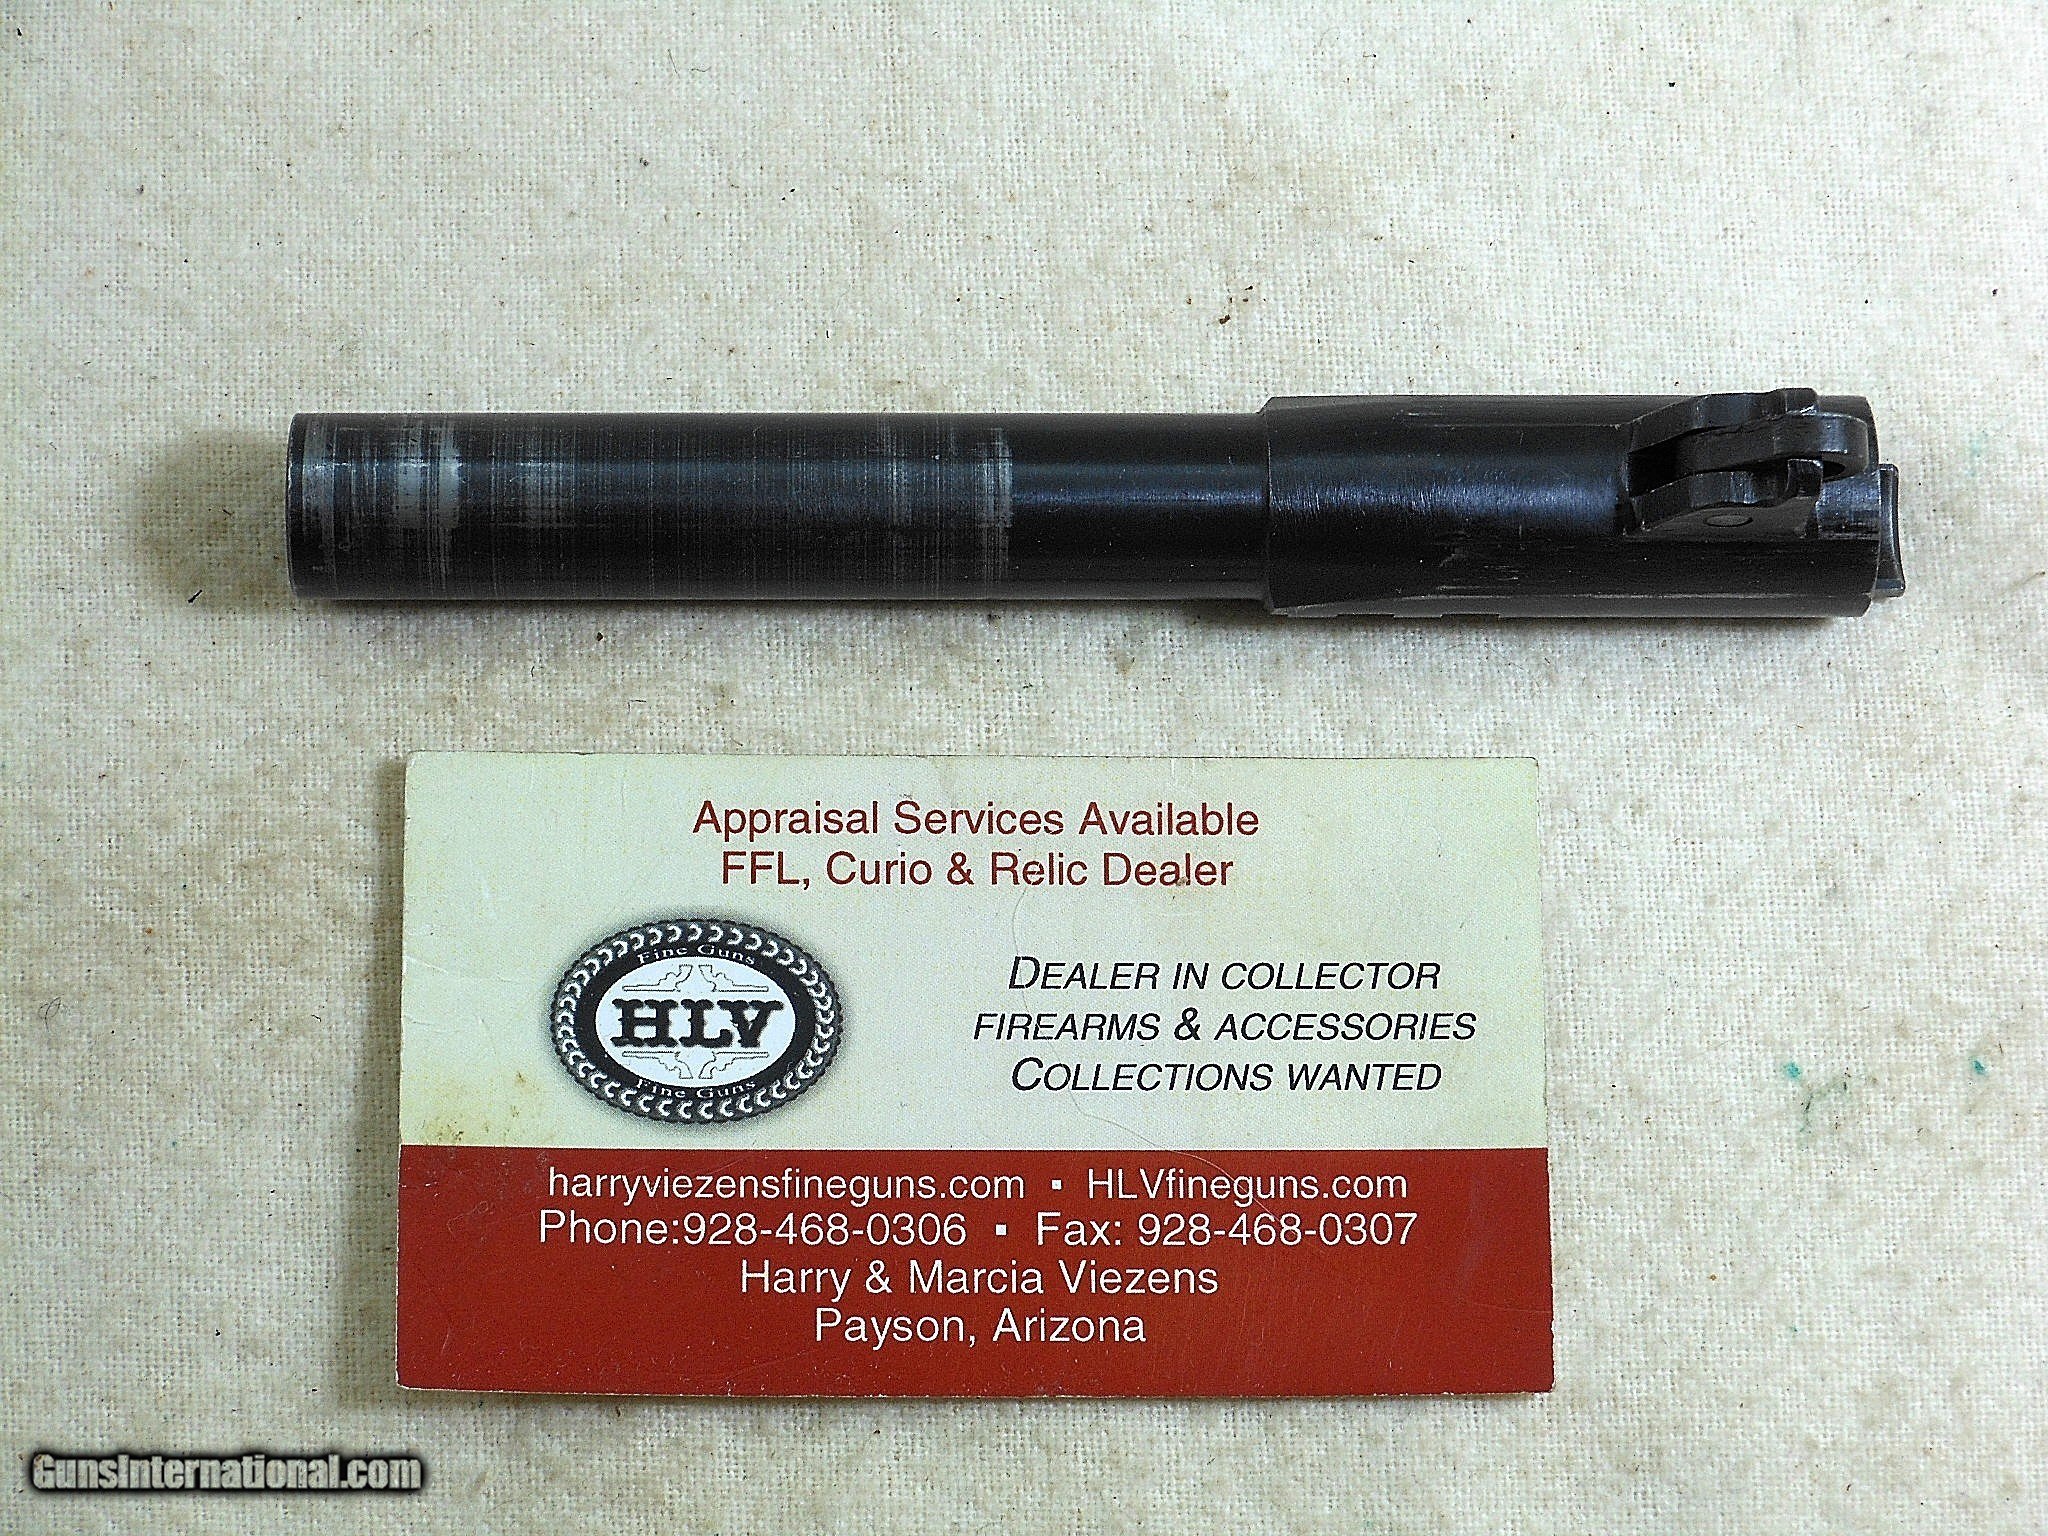 Appraisal Services Available
FFL, Curio & Relic Dealer
Fine Guns
HLV
Fine Guns
DEALER IN COLLECTOR
FIREARMS & ACCESSORIES
COLLECTIONS WANTED
harryviezensfineguns.com ▪ HLVfineguns.com
Phone:928-468-0306 ▪ Fax: 928-468-0307
Harry & Marcia Viezens
Payson, Arizona
GunsInternational.com